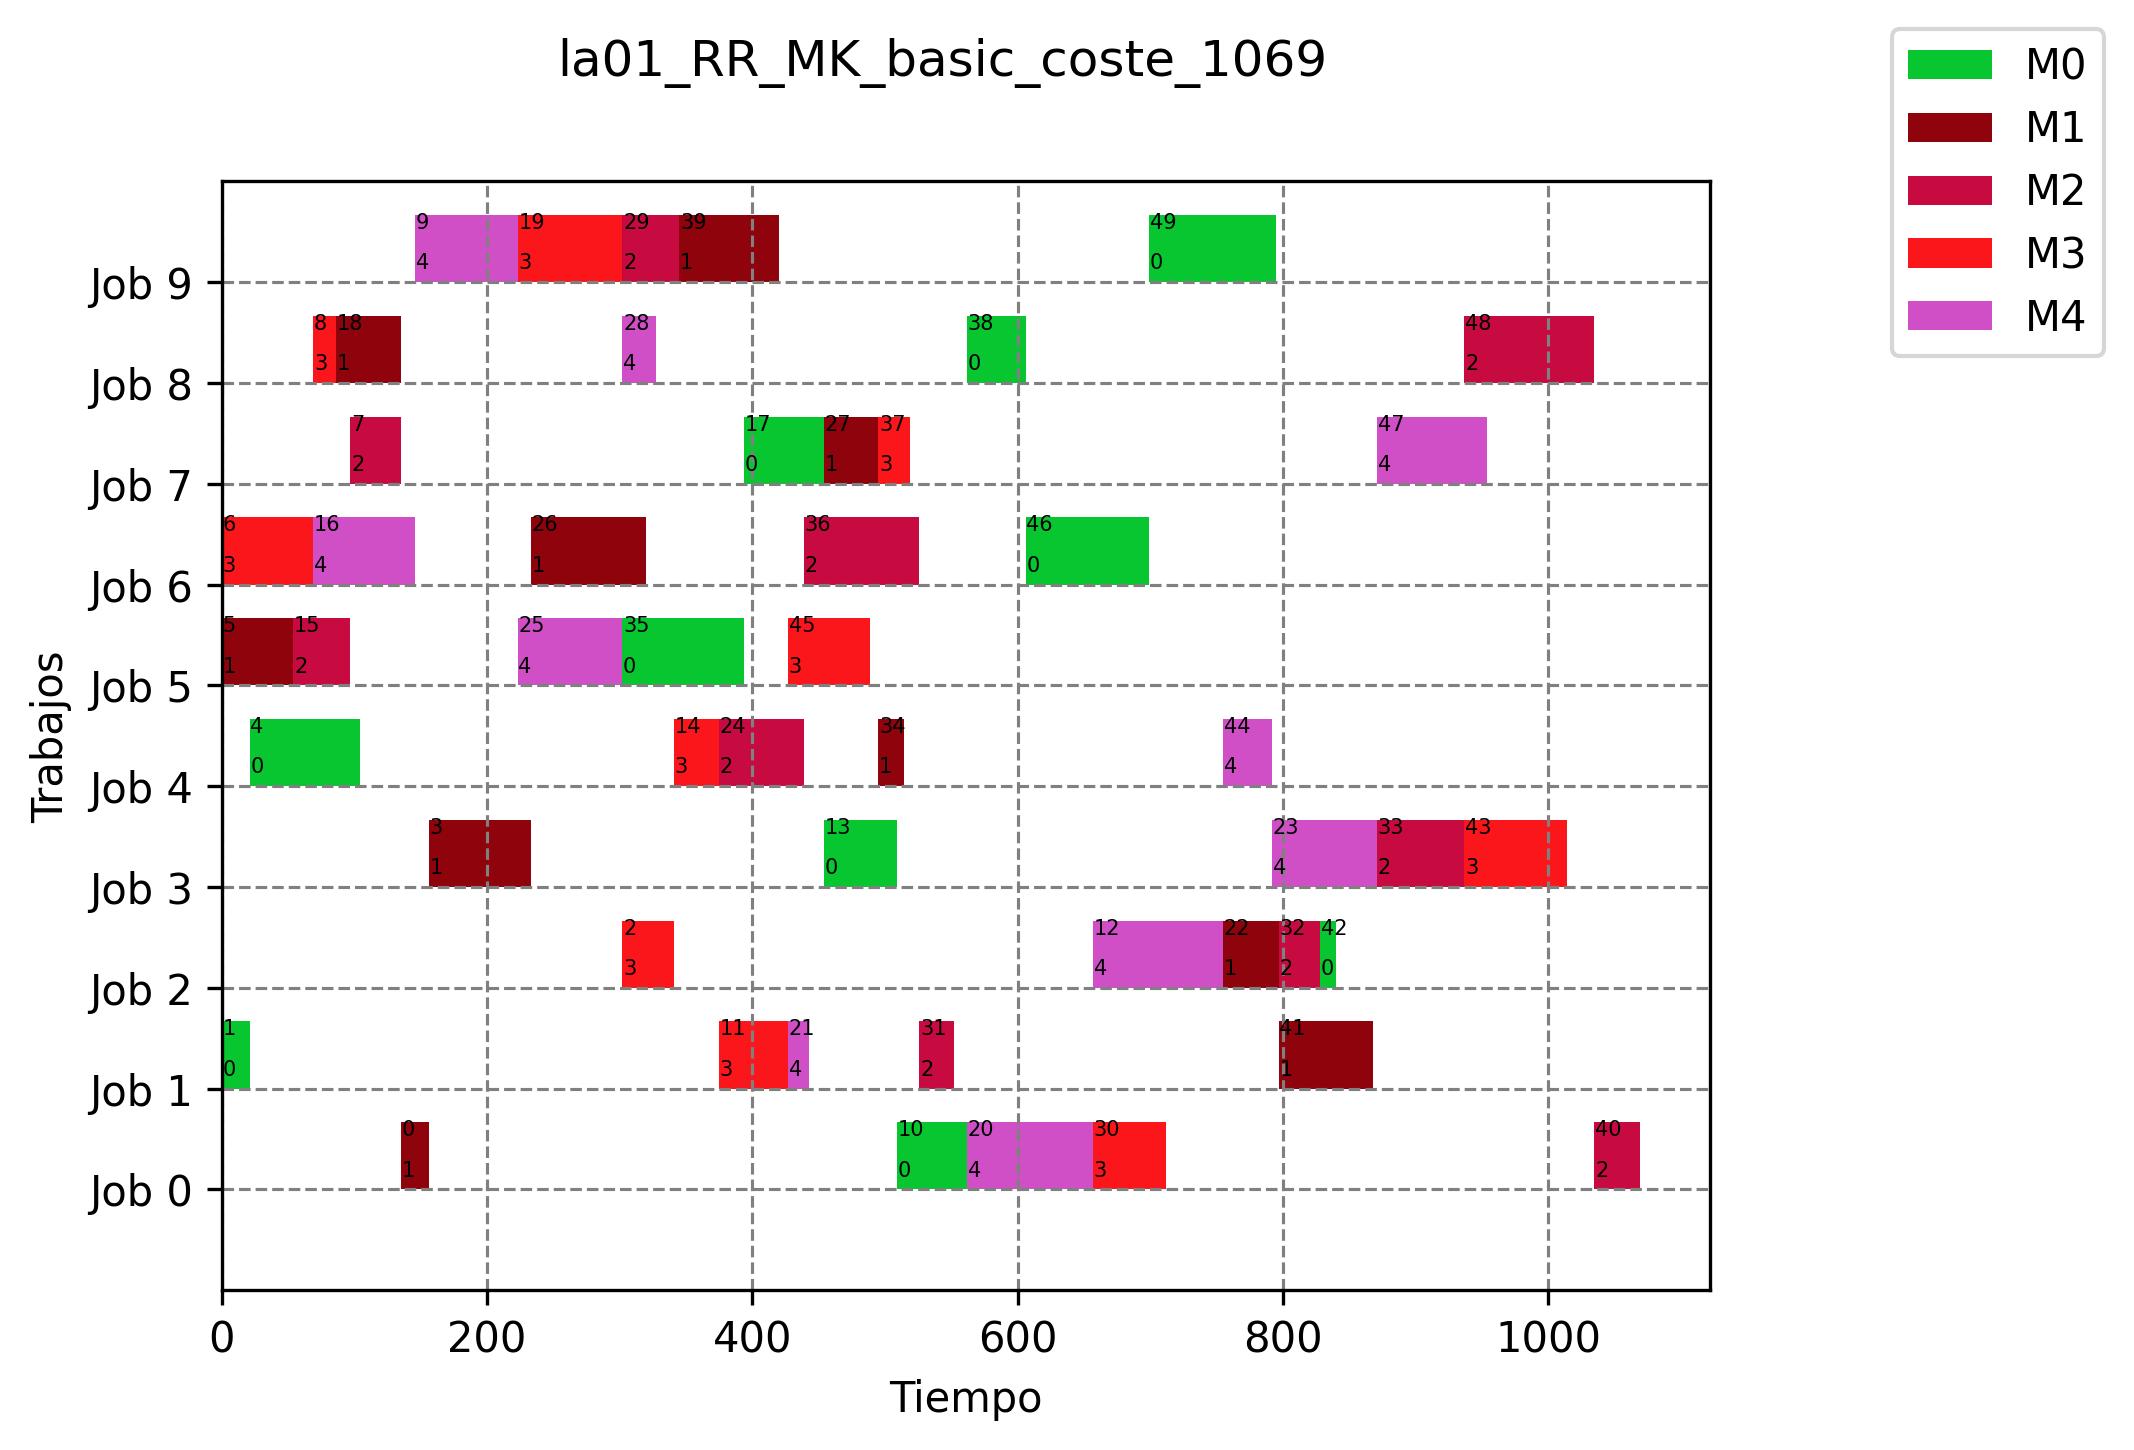 la01_RR_MK_basic_coste_1069
M0
M1
M2
M3
M4
Trabajos
Job 9
9 19 29 39 49
4 3 2 1 0
Job 8
8 18 28 38 48
3 1 4 0 2
Job 7
7 17 27 37 47
2 0 1 3 4
Job 6
6 16 26 36 46
3 4 1 2 0
Job 5
5 15 25 35 45
1 2 4 0 3
Job 4
4 14 24 34 44
0 3 2 1 4
Job 3
3 13 23 33 43
1 0 4 2 3
Job 2
2 12 22 32 42
3 4 1 2 0
Job 1
1 11 21 31 41
0 3 4 2 1
Job 0
0 10 20 30 40
1 0 4 3 2
0 200 400 600 800 1000
Tiempo